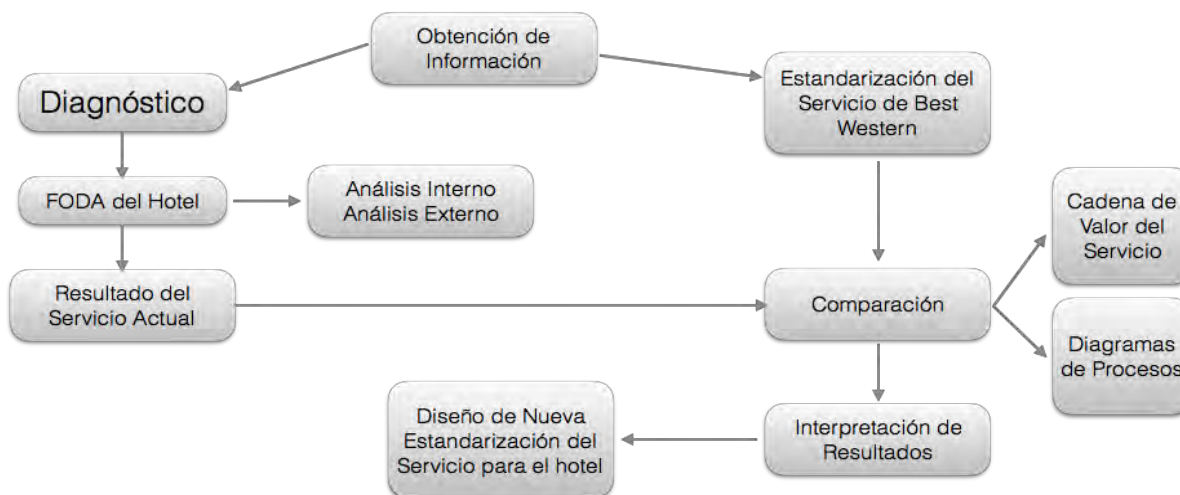 Obtención de
Información
Diagnóstico
Estandarización del
Servicio de Best
Western
FODA del Hotel
Análisis Interno
Análisis Externo
Cadena de
Valor del
Servicio
Resultado del
Servicio Actual
Comparación
Diagramas
de Procesos
Diseño de Nueva
Estandarización del
Servicio para el hotel
Interpretación de
Resultados